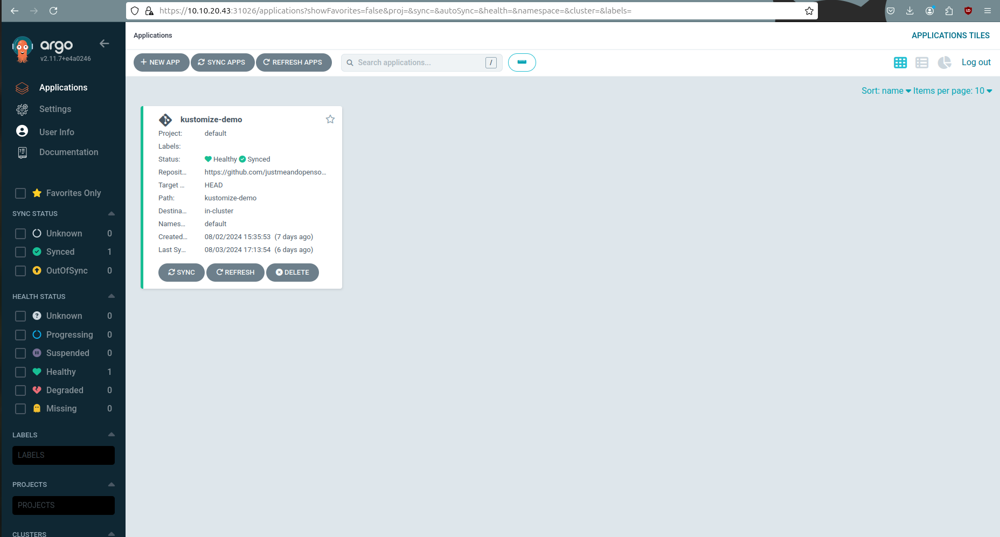 https://10.10.20.43:31026/applications?showFavorites=false&proj=&sync=&autoSync=&health=&namespace=&cluster=&labels=
argo
v2.11.7+e4a0246
Applications
Settings
User Info
Documentation
Favorites Only
SYNC STATUS
Unknown 0
Synced 1
OutOfSync 0
HEALTH STATUS
Unknown 0
Progressing 0
Suspended 0
Healthy 1
Degraded 0
Missing 0
LABELS
LABELS
PROJECTS
PROJECTS
CLUSTERS
Applications
APPLICATIONS TILES
+ NEW APP SYNC APPS REFRESH APPS Search applications... / Log out
Sort: name Items per page: 10
kustomize-demo
Project: default
Labels:
Status: Healthy Synced
Reposit... https://github.com/justmeandopenso...
Target ... HEAD
Path: kustomize-demo
Destina... in-cluster
Names... default
Created... 08/02/2024 15:35:53 (7 days ago)
Last Sy... 08/03/2024 17:13:54 (6 days ago)
SYNC REFRESH DELETE